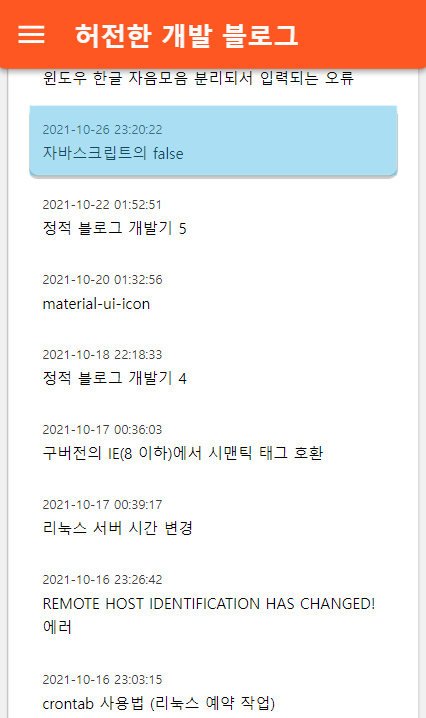 허전한 개발 블로그
윈도우 한글 자음모음 분리되서 입력되는 오류
2021-10-26 23:20:22
자바스크립트의 false
2021-10-22 01:52:51
정적 블로그 개발기 5
2021-10-20 01:32:56
material-ui-icon
2021-10-18 22:18:33
정적 블로그 개발기 4
2021-10-17 00:36:03
구버전의 IE(8 이하)에서 시맨틱 태그 호환
2021-10-17 00:39:17
리눅스 서버 시간 변경
2021-10-16 23:26:42
REMOTE HOST IDENTIFICATION HAS CHANGED!
에러
2021-10-16 23:03:15
crontab 사용법 (리눅스 예약 작업)